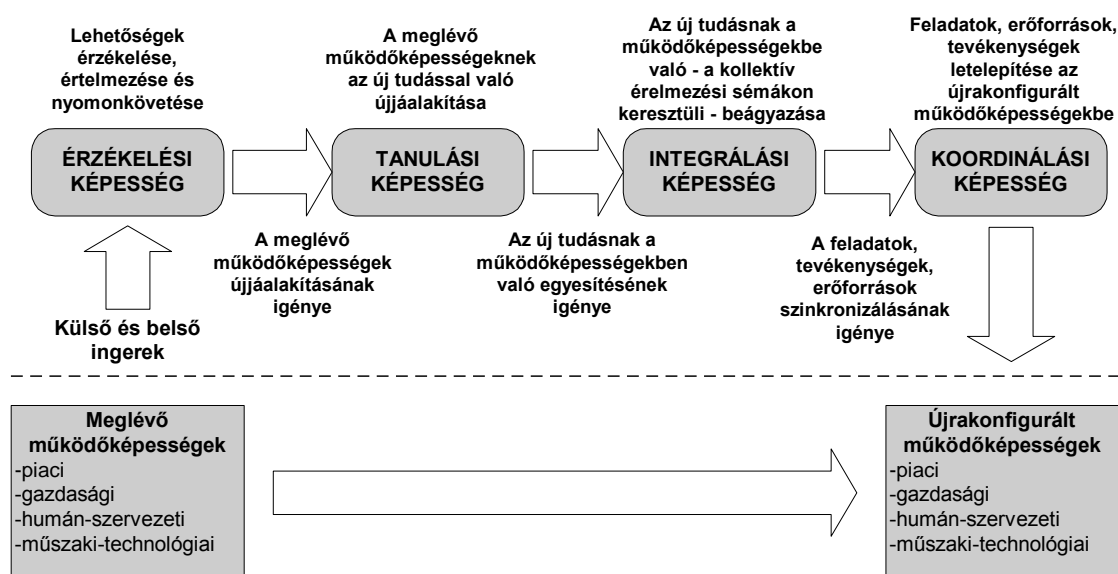 Lehetőségek
érzékelése,
értelmezése és
nyomonkövetése
A meglévő
működőképességeknek
az új tudással való
újjáalakítása
Az új tudásnak a
működőképességekbe
való - a kollektív
érelmezési sémákon
keresztüli - beágyazása
Feladatok, erőforrások,
tevékenységek
letelepítése az
újrakonfigurált
működőképességekbe
ÉRZÉKELÉSI
KÉPESSÉG
TANULÁSI
KÉPESSÉG
INTEGRÁLÁSI
KÉPESSÉG
KOORDINÁLÁSI
KÉPESSÉG
A meglévő
működőképességek
újjáalakításának
igénye
Az új tudásnak a
működőképességekben
való egyesítésének
igénye
A feladatok,
tevékenységek,
erőforrások
szinkronizálásának
igénye
Külső és belső
ingerek
Meglévő
működőképességek
-piaci
-gazdasági
-humán-szervezeti
-műszaki-technológiai
Újrakonfigurált
működőképességek
-piaci
-gazdasági
-humán-szervezeti
-műszaki-technológiai